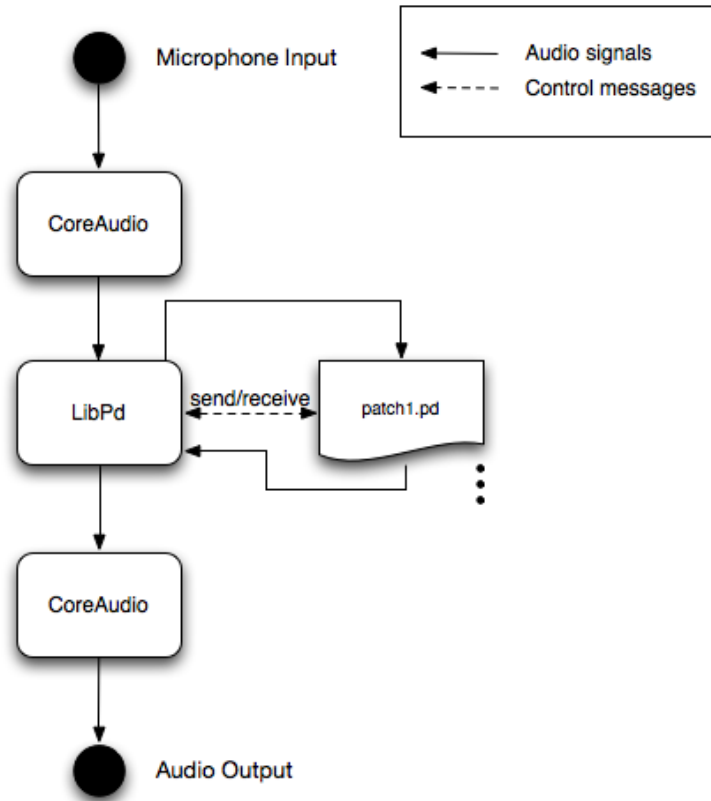 Microphone Input
Audio signals
Control messages
CoreAudio
send/receive
LibPd
patch1.pd
CoreAudio
Audio Output